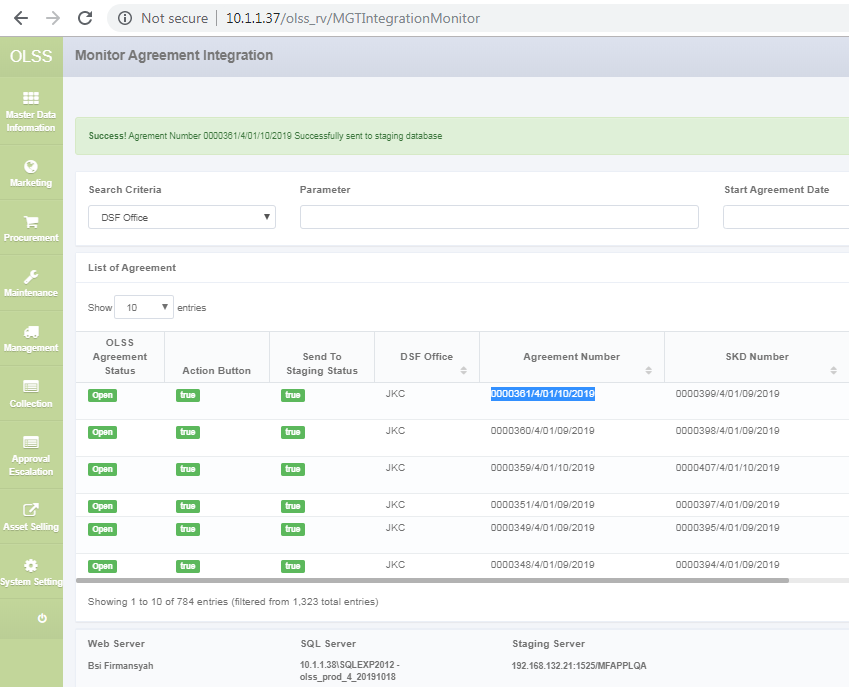 Not secure | 10.1.1.37/olss_rv/MGTIntegrationMonitor
OLSS
Monitor Agreement Integration
Master Data
Information
Marketing
Procurement
Maintenance
Management
Collection
Approval
Escalation
Asset Selling
System Setting
Success! Agrement Number 0000361/4/01/10/2019 Successfully sent to staging database
Search Criteria Parameter Start Agreement Date
DSF Office
List of Agreement
Show 10 entries
OLSS Agreement Status Action Button Send To Staging Status DSF Office Agreement Number SKD Number
Open true true JKC 0000361/4/01/10/2019 0000399/4/01/09/2019
Open true true JKC 0000360/4/01/09/2019 0000398/4/01/09/2019
Open true true JKC 0000359/4/01/10/2019 0000407/4/01/10/2019
Open true true JKC 0000351/4/01/09/2019 0000397/4/01/09/2019
Open true true JKC 0000349/4/01/09/2019 0000395/4/01/09/2019
Open true true JKC 0000348/4/01/09/2019 0000394/4/01/09/2019
Showing 1 to 10 of 784 entries (filtered from 1,323 total entries)
Web Server SQL Server Staging Server
Bsi Firmansyah 10.1.1.38\SQLEXP2012 - 192.168.132.21:1525/MFAPPLQA
olss_prod_4_20191018